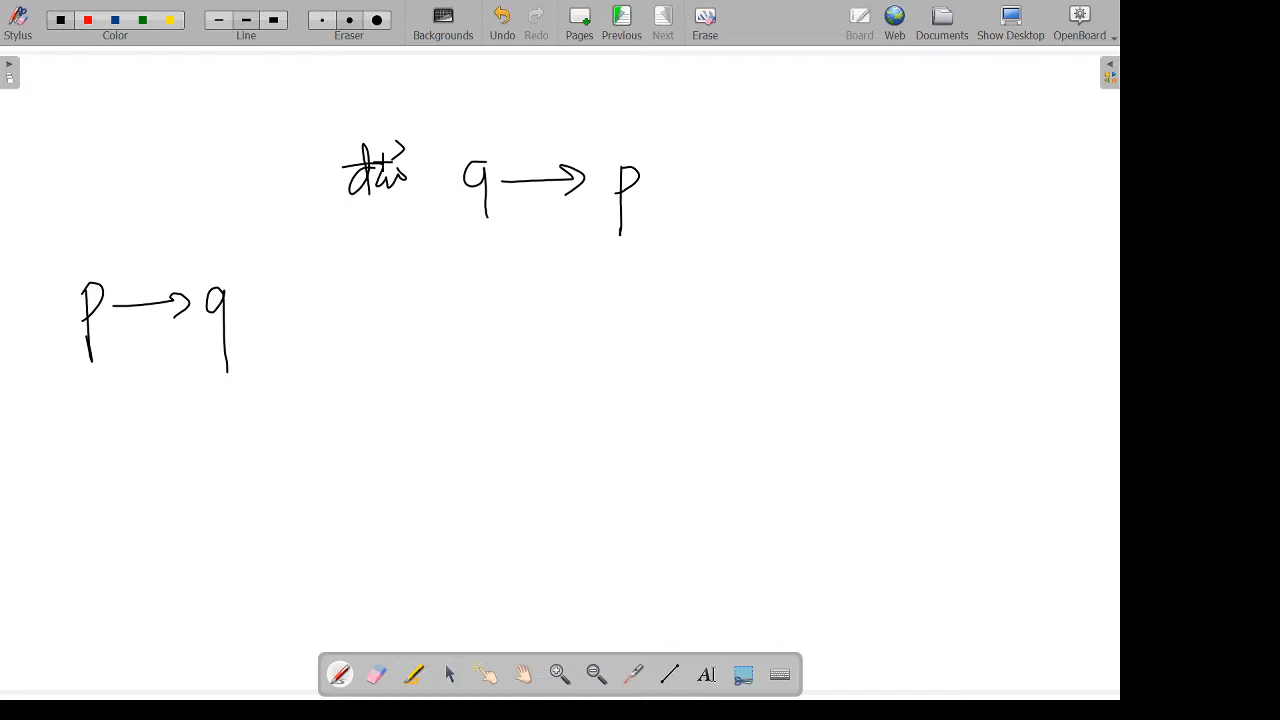 Stylus Color Line Eraser Backgrounds Undo Redo Pages Previous Next Erase Board Web Documents Show Desktop OpenBoard
q → p
p → q